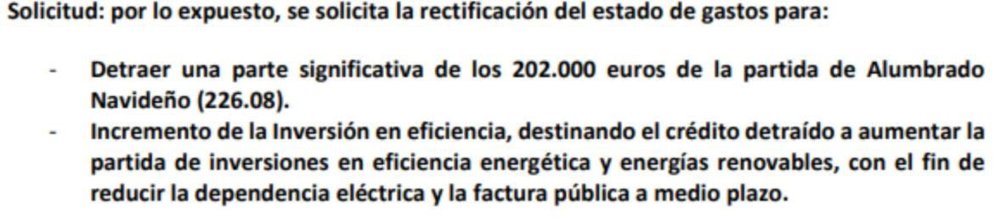 Solicitud: por lo expuesto, se solicita la rectificación del estado de gastos para:
- Detraer una parte significativa de los 202.000 euros de la partida de Alumbrado
Navideño (226.08).
- Incremento de la Inversión en eficiencia, destinando el crédito detraído a aumentar la
partida de inversiones en eficiencia energética y energías renovables, con el fin de
reducir la dependencia eléctrica y la factura pública a medio plazo.